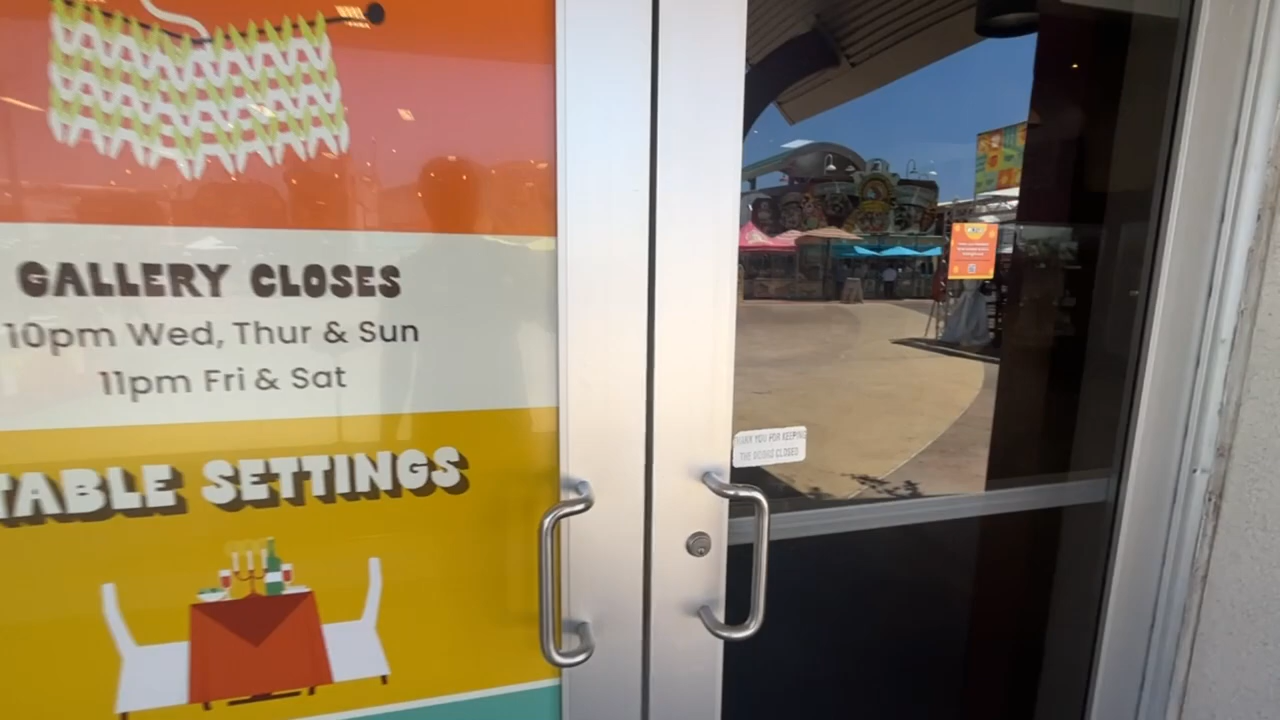 GALLERY CLOSES
10pm Wed, Thur & Sun
11pm Fri & Sat
TABLE SETTINGS
THANK YOU FOR KEEPING
THE DOORS CLOSED